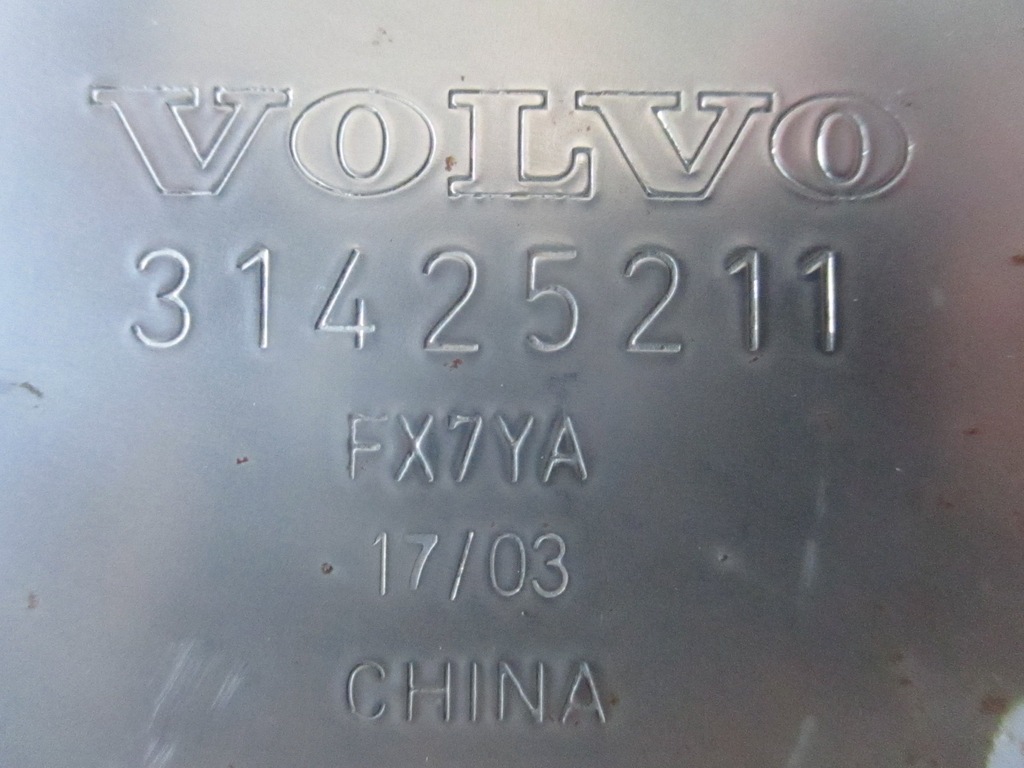 VOLVO
31425211
FX7YA
17/03
CHINA